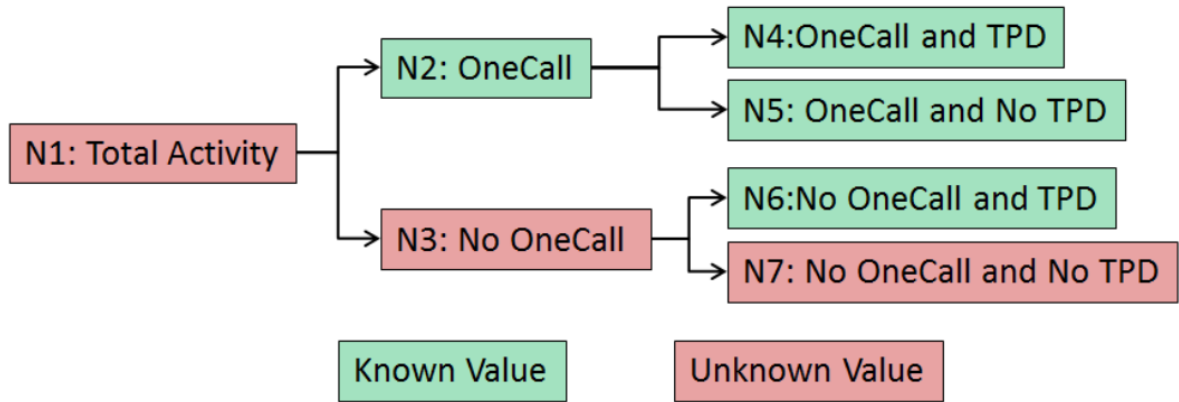 N4:OneCall and TPD
N2: OneCall
N5: OneCall and No TPD
N1: Total Activity
N6:No OneCall and TPD
N3: No OneCall
N7: No OneCall and No TPD
Known Value
Unknown Value